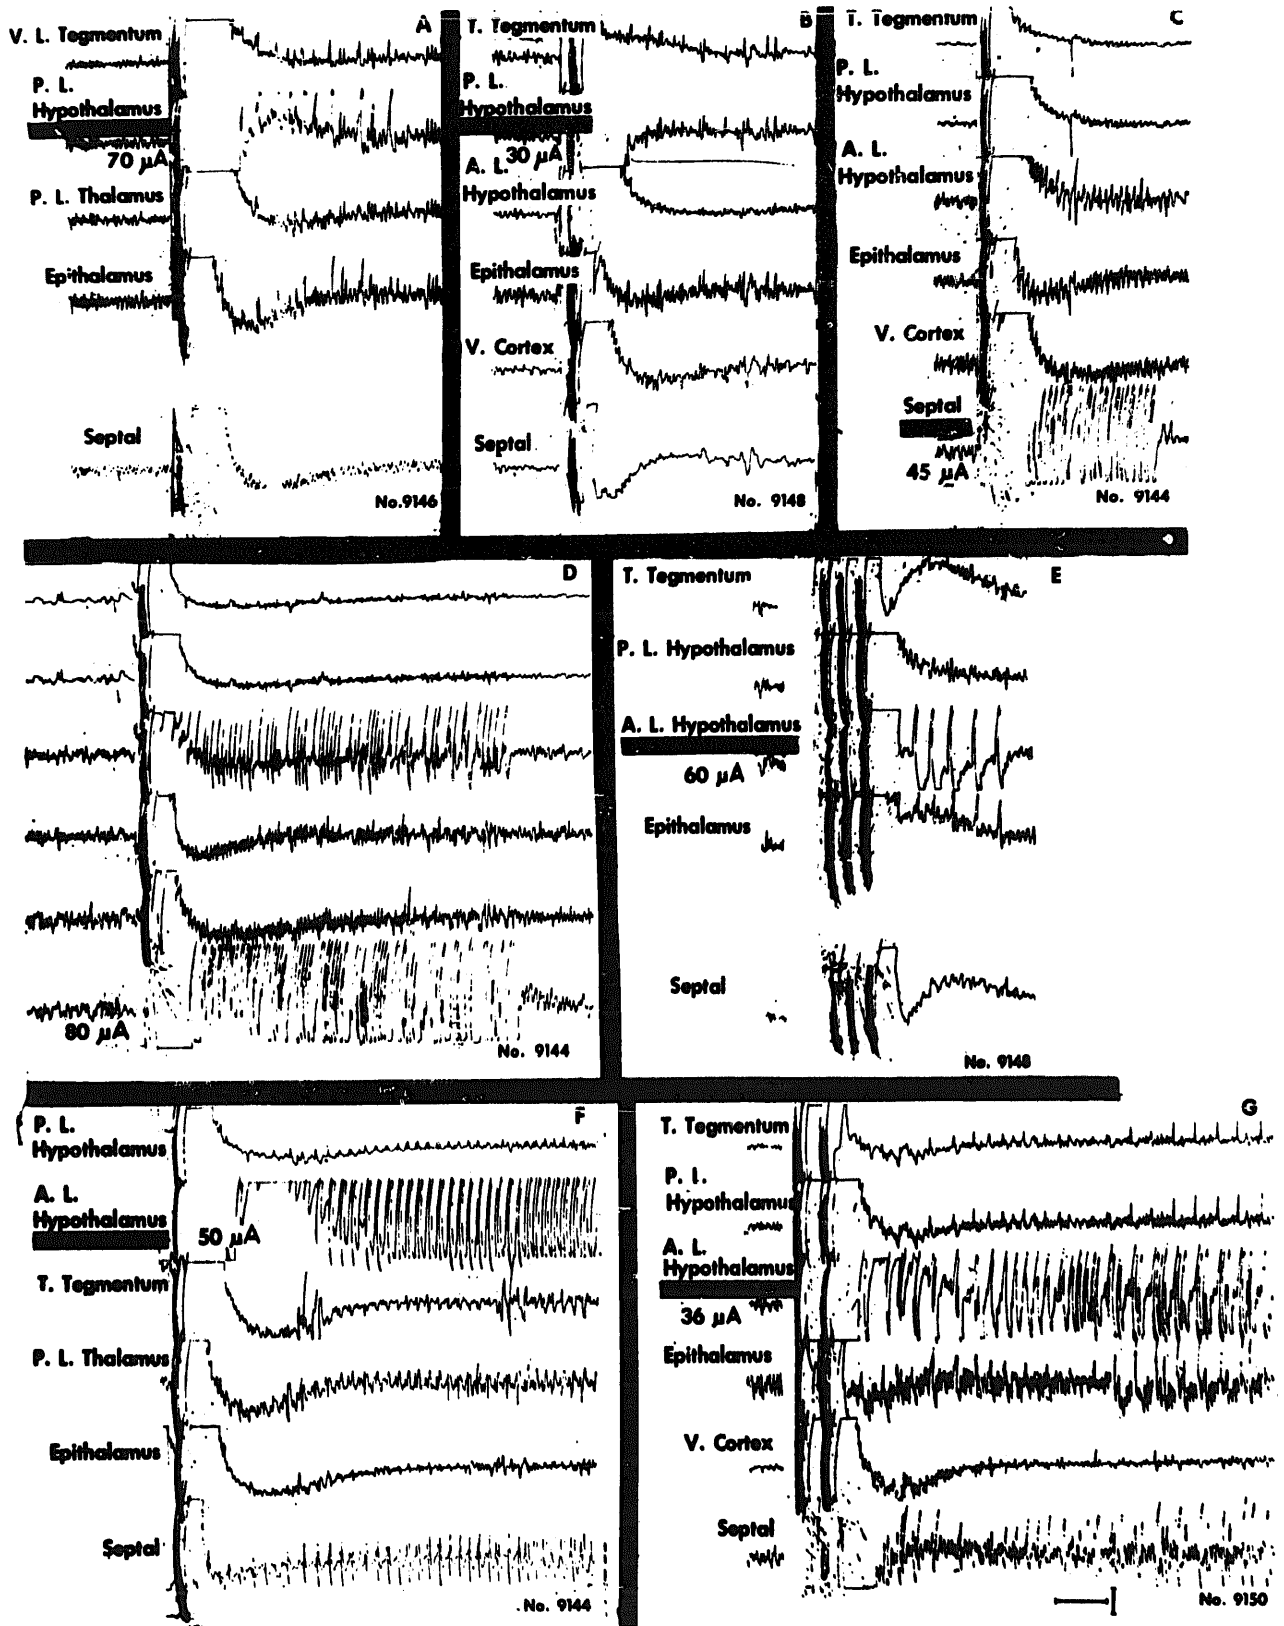 A
V. L. Tegmentum
P. L.
Hypothalamus
70 µA
P. L. Thalamus
Epithalamus
Septal
No.9146
B
T. Tegmentum
P. L.
Hypothalamus
30 µA
A. L.
Hypothalamus
Epithalamus
V. Cortex
Septal
No. 9148
C
T. Tegmentum
P. L.
Hypothalamus
A. L.
Hypothalamus
Epithalamus
V. Cortex
Septal
45 µA
No. 9144
D
80 µA
No. 9144
E
T. Tegmentum
P. L. Hypothalamus
A. L. Hypothalamus
60 µA
Epithalamus
Septal
No. 9148
F
P. L.
Hypothalamus
A. L.
Hypothalamus
50 µA
T. Tegmentum
P. L. Thalamus
Epithalamus
Septal
No. 9144
G
T. Tegmentum
P. L.
Hypothalamus
A. L.
Hypothalamus
36 µA
Epithalamus
V. Cortex
Septal
No. 9150